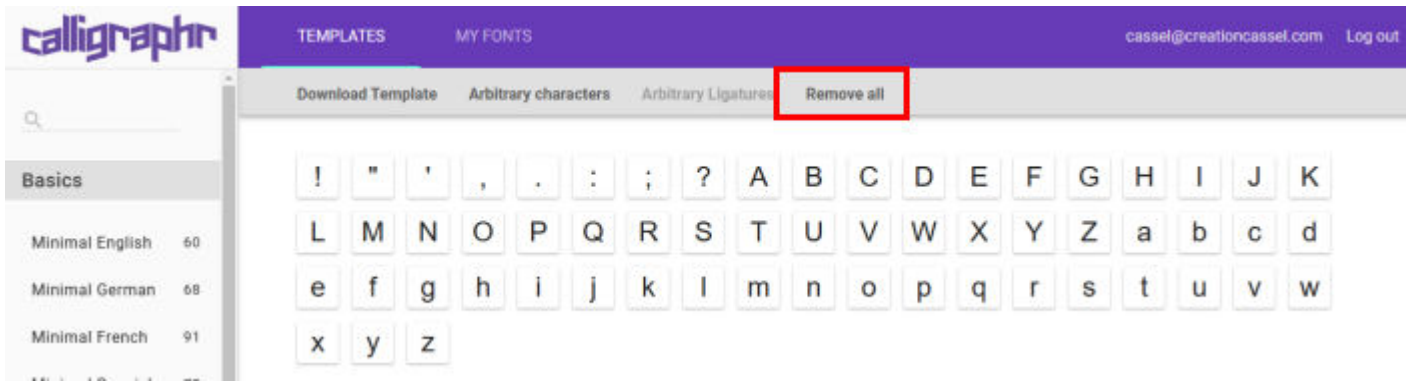 calligraphr
TEMPLATES MY FONTS cassel@creationcassel.com Log out
Download Template Arbitrary characters Arbitrary Ligatures Remove all
Basics
! " ' , . : ; ? A B C D E F G H I J K
Minimal English 60
L M N O P Q R S T U V W X Y Z a b c d
Minimal German 68
e f g h i j k l m n o p q r s t u v w
Minimal French 91
x y z